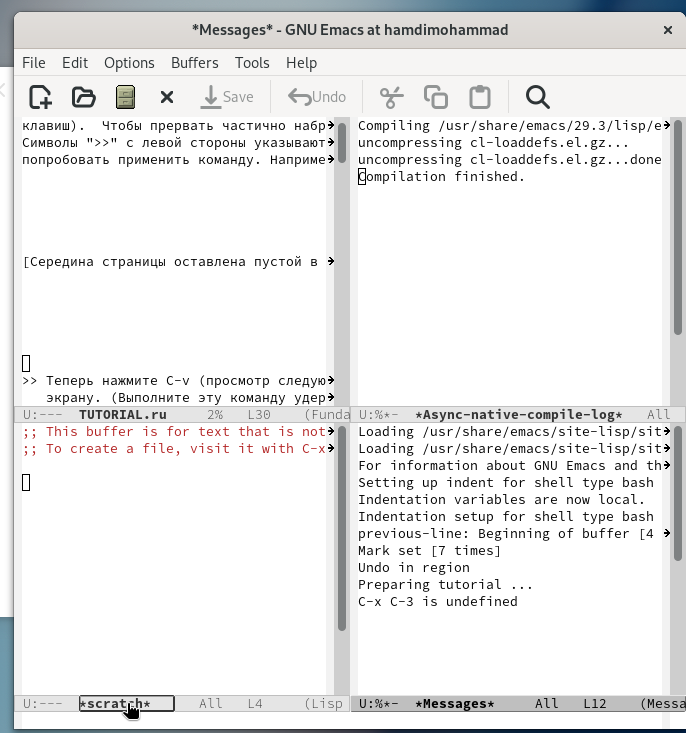 *Messages* - GNU Emacs at hamdimohammad
File Edit Options Buffers Tools Help
Save Undo
клавиш). Чтобы прервать частично набр
Символы ">>" с левой стороны указывают
попробовать применить команду. Наприме
[Середина страницы оставлена пустой в
>> Теперь нажмите C-v (просмотр следую
экрану. (Выполните эту команду удер
U:--- TUTORIAL.ru 2% L30 (Funda
Compiling /usr/share/emacs/29.3/lisp/e
uncompressing cl-loaddefs.el.gz...
uncompressing cl-loaddefs.el.gz...done
Compilation finished.
U:%*- *Async-native-compile-log* All
;; This buffer is for text that is not
;; To create a file, visit it with C-x
U:--- *scratch* All L4 (Lisp
Loading /usr/share/emacs/site-lisp/sit
Loading /usr/share/emacs/site-lisp/sit
For information about GNU Emacs and th
Setting up indent for shell type bash
Indentation variables are now local.
Indentation setup for shell type bash
previous-line: Beginning of buffer [4
Mark set [7 times]
Undo in region
Preparing tutorial ...
C-x C-3 is undefined
U:%*- *Messages* All L12 (Messa